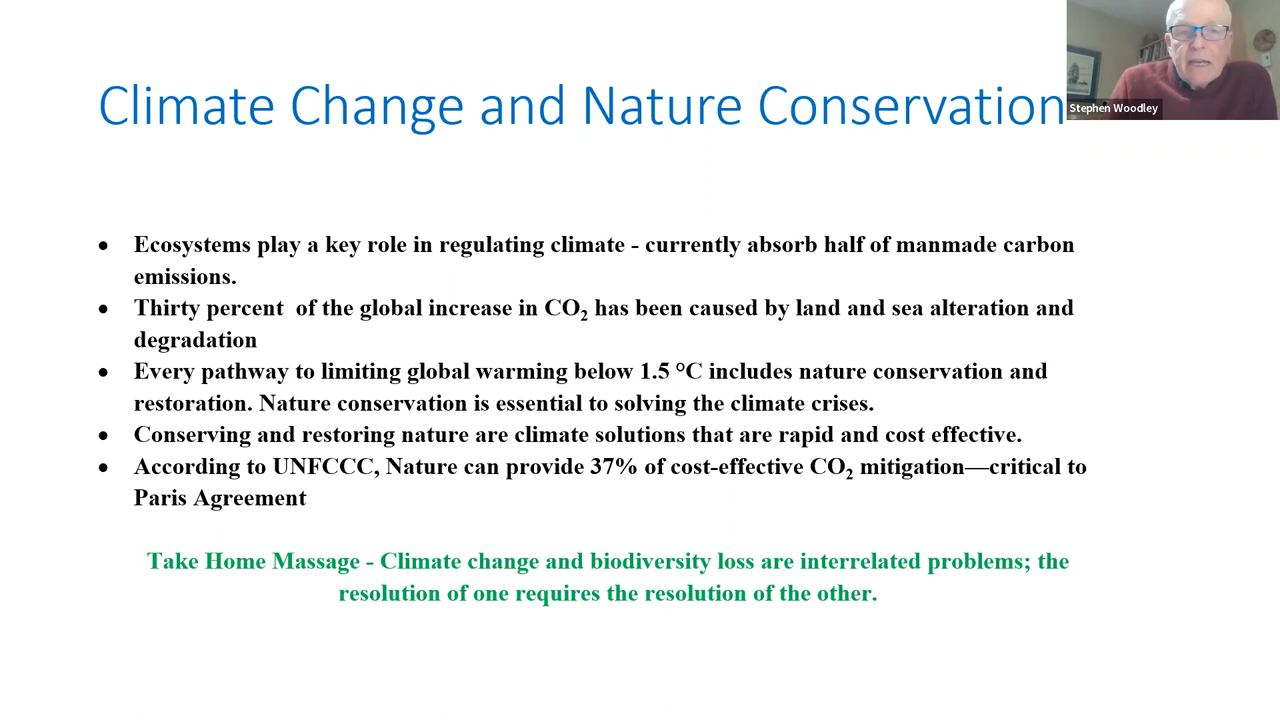 Climate Change and Nature Conservation
Stephen Woodley
• Ecosystems play a key role in regulating climate - currently absorb half of manmade carbon
emissions.
• Thirty percent  of the global increase in CO₂ has been caused by land and sea alteration and
degradation
• Every pathway to limiting global warming below 1.5 °C includes nature conservation and
restoration. Nature conservation is essential to solving the climate crises.
• Conserving and restoring nature are climate solutions that are rapid and cost effective.
• According to UNFCCC, Nature can provide 37% of cost-effective CO₂ mitigation—critical to
Paris Agreement
Take Home Massage - Climate change and biodiversity loss are interrelated problems; the
resolution of one requires the resolution of the other.